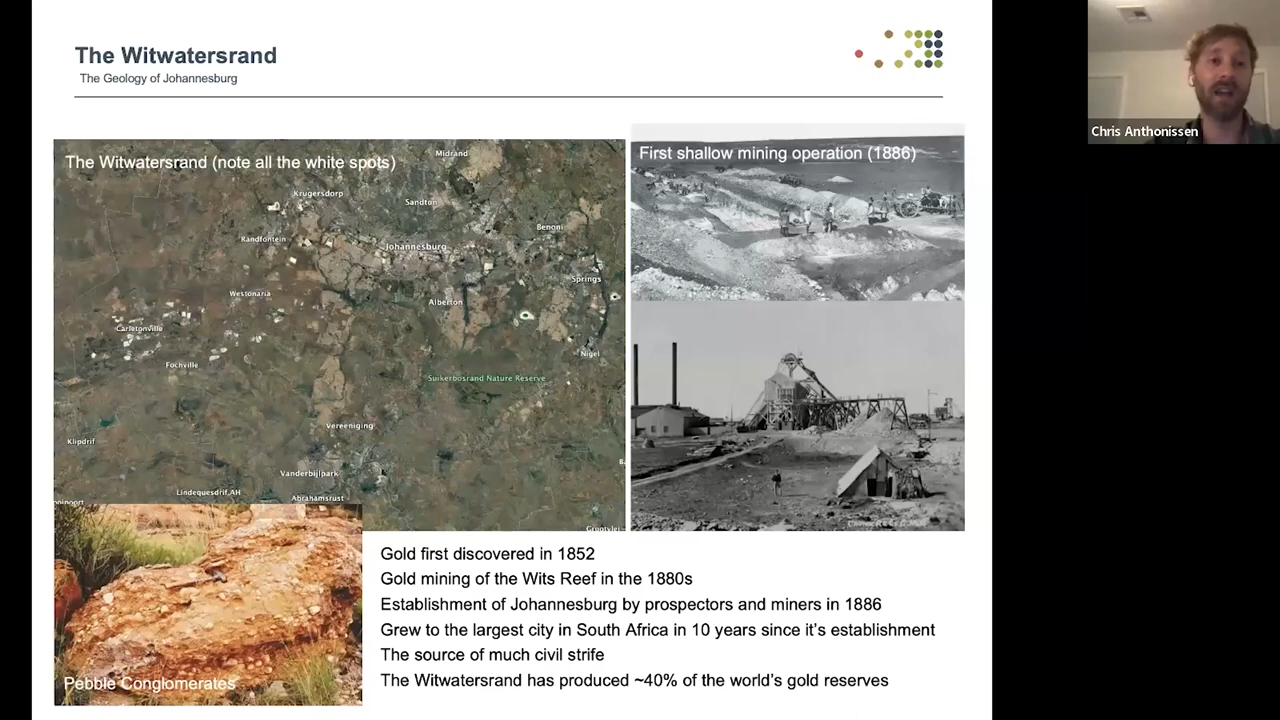 The Witwatersrand
The Geology of Johannesburg
Chris Anthonissen
The Witwatersrand (note all the white spots)
Midrand
Krugersdorp
Sandton
Benoni
Randfontein
Johannesburg
Springs
Westonaria
Alberton
Carletonville
Nigel
Fochville
Suikerbosrand Nature Reserve
Vereeniging
Klipdrif
Vanderbijlpark
Lindequesdrif,AH
Abrahamsrust
First shallow mining operation (1886)
Pebble Conglomerates
Gold first discovered in 1852
Gold mining of the Wits Reef in the 1880s
Establishment of Johannesburg by prospectors and miners in 1886
Grew to the largest city in South Africa in 10 years since it's establishment
The source of much civil strife
The Witwatersrand has produced ~40% of the world's gold reserves